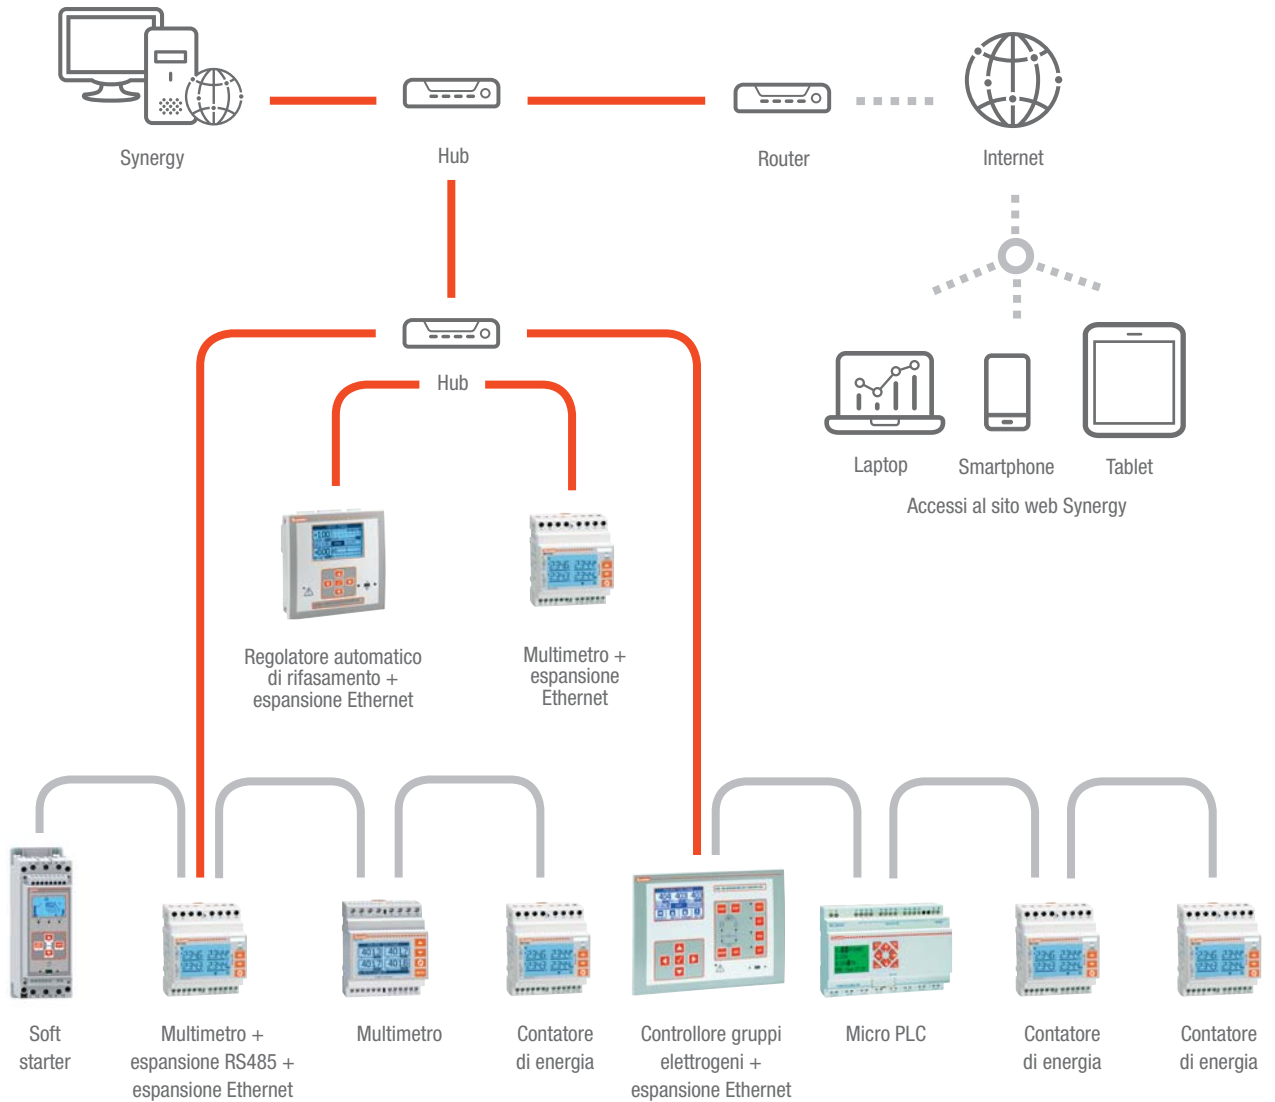 Synergy
Hub
Router
Internet
Hub
Laptop
Smartphone
Tablet
Accessi al sito web Synergy
Regolatore automatico
di rifasamento +
espansione Ethernet
Multimetro +
espansione
Ethernet
Soft
starter
Multimetro +
espansione RS485 +
espansione Ethernet
Multimetro
Contatore
di energia
Controllore gruppi
elettrogeni +
espansione Ethernet
Micro PLC
Contatore
di energia
Contatore
di energia